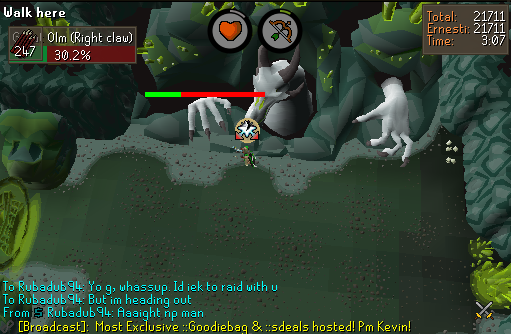 Walk here
Olm (Right claw)
247
30.2%
Total: 21711
Ernesti: 21711
Time: 3:07
To Rubadub94: Yo g, whassup. Id iek to raid with u
To Rubadub94: But im heading out
From Rubadub94: Aaaight np man
[Broadcast]: Most Exclusive ::Goodiebag & ::sdeals hosted! Pm Kevin!